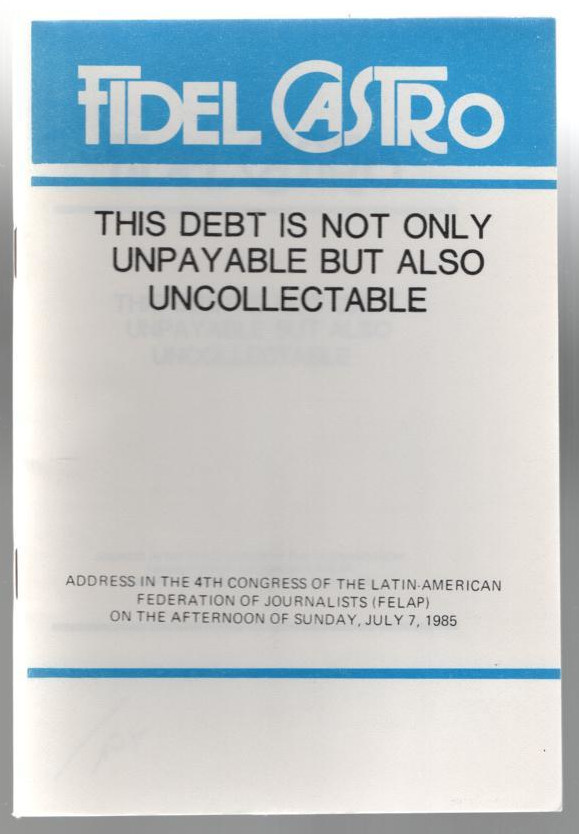 FIDEL CASTRO
THIS DEBT IS NOT ONLY
UNPAYABLE BUT ALSO
UNCOLLECTABLE
ADDRESS IN THE 4TH CONGRESS OF THE LATIN-AMERICAN
FEDERATION OF JOURNALISTS (FELAP)
ON THE AFTERNOON OF SUNDAY, JULY 7, 1985